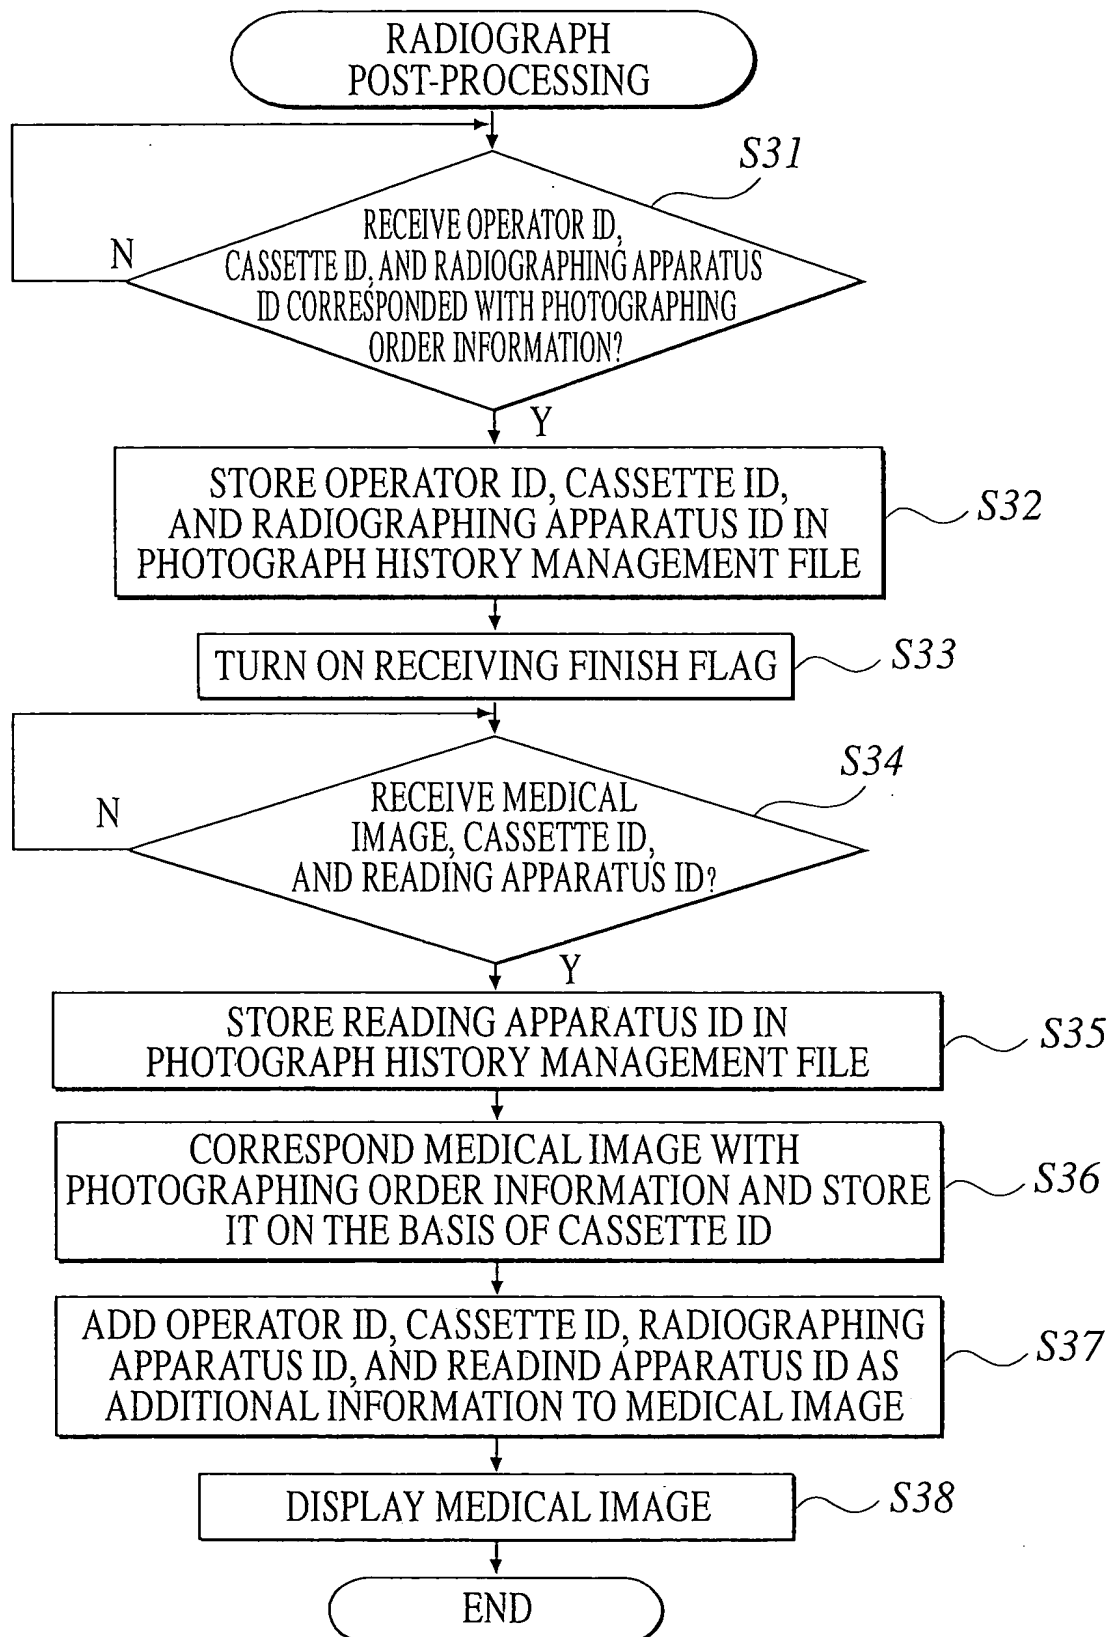 RADIOGRAPH
POST-PROCESSING
S31
RECEIVE OPERATOR ID,
CASSETTE ID, AND RADIOGRAPHING APPARATUS
ID CORRESPONDED WITH PHOTOGRAPHING
ORDER INFORMATION?
N
Y
STORE OPERATOR ID, CASSETTE ID,
AND RADIOGRAPHING APPARATUS ID IN
PHOTOGRAPH HISTORY MANAGEMENT FILE
S32
TURN ON RECEIVING FINISH FLAG
S33
S34
RECEIVE MEDICAL
IMAGE, CASSETTE ID,
AND READING APPARATUS ID?
N
Y
STORE READING APPARATUS ID IN
PHOTOGRAPH HISTORY MANAGEMENT FILE
S35
CORRESPOND MEDICAL IMAGE WITH
PHOTOGRAPHING ORDER INFORMATION AND STORE
IT ON THE BASIS OF CASSETTE ID
S36
ADD OPERATOR ID, CASSETTE ID, RADIOGRAPHING
APPARATUS ID, AND READIND APPARATUS ID AS
ADDITIONAL INFORMATION TO MEDICAL IMAGE
S37
DISPLAY MEDICAL IMAGE
S38
END